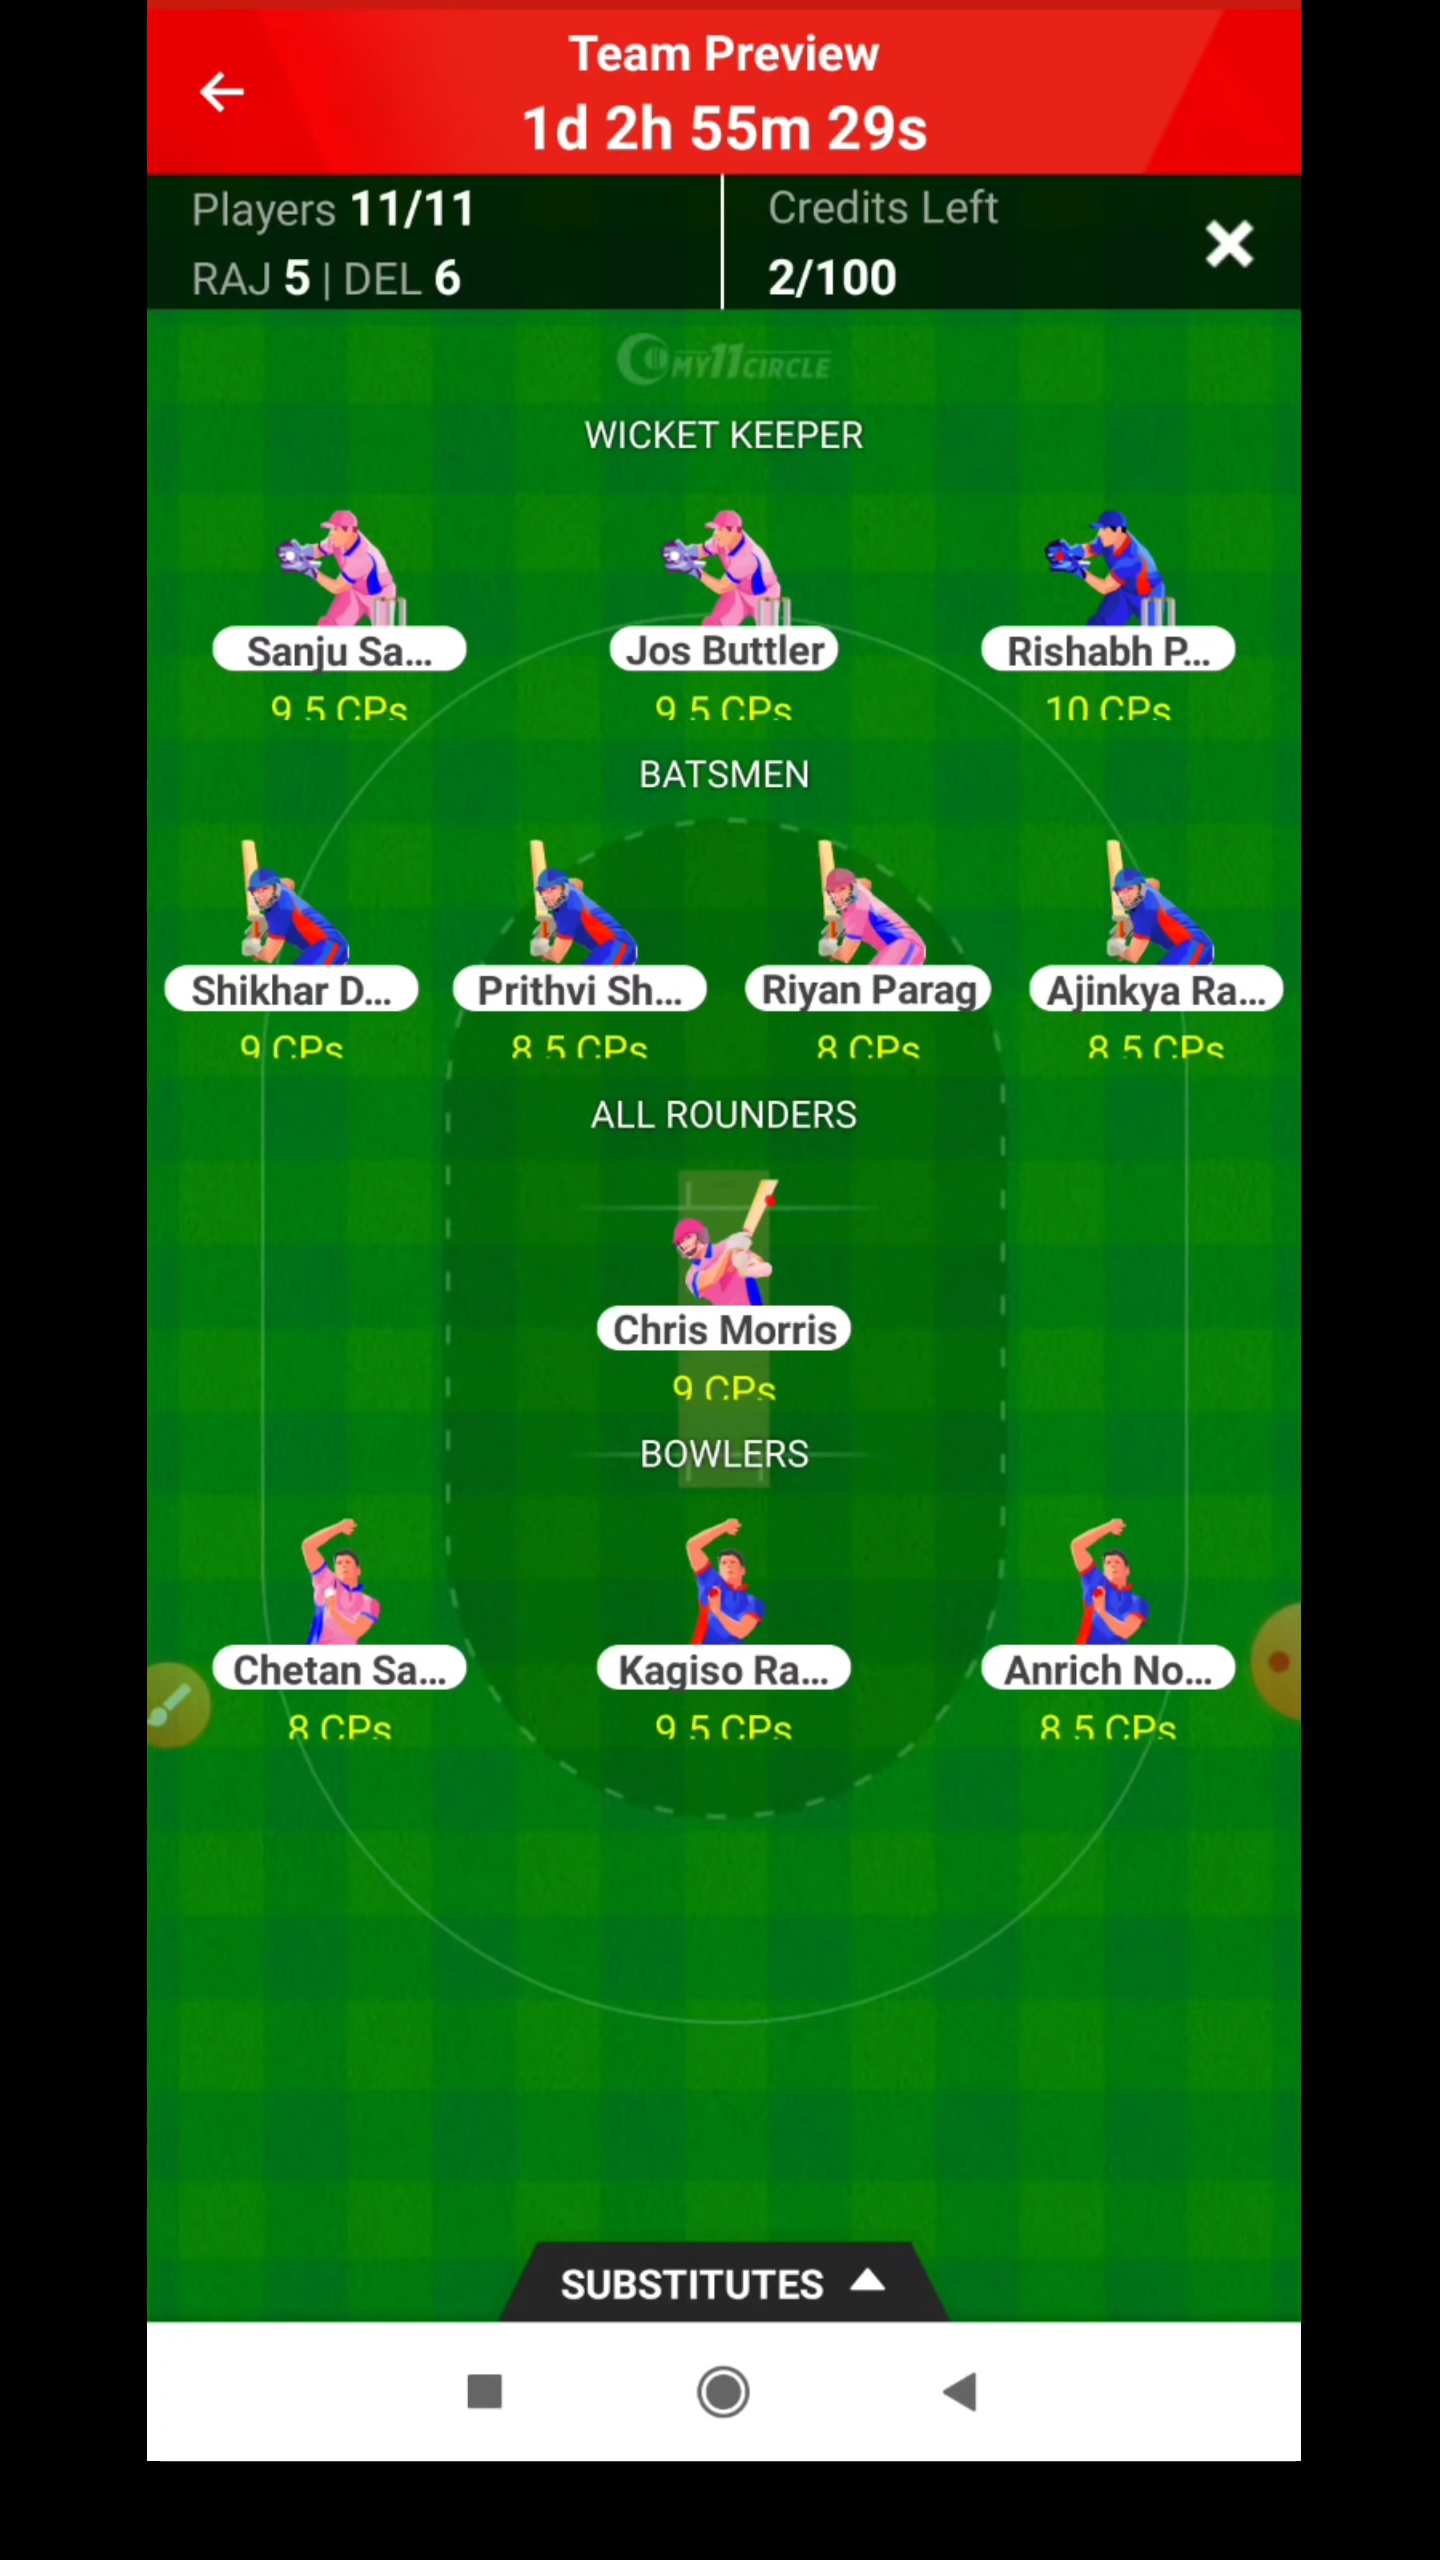 Team Preview
1d 2h 55m 29s
Players 11/11
RAJ 5 | DEL 6
Credits Left
2/100
MY11CIRCLE
WICKET KEEPER
Sanju Sa... Jos Buttler Rishabh P...
9.5 CPs 9.5 CPs 10 CPs
BATSMEN
Shikhar D... Prithvi Sh... Riyan Parag Ajinkya Ra...
9 CPs 8.5 CPs 8 CPs 8.5 CPs
ALL ROUNDERS
Chris Morris
9 CPs
BOWLERS
Chetan Sa... Kagiso Ra... Anrich No...
8 CPs 9.5 CPs 8.5 CPs
SUBSTITUTES